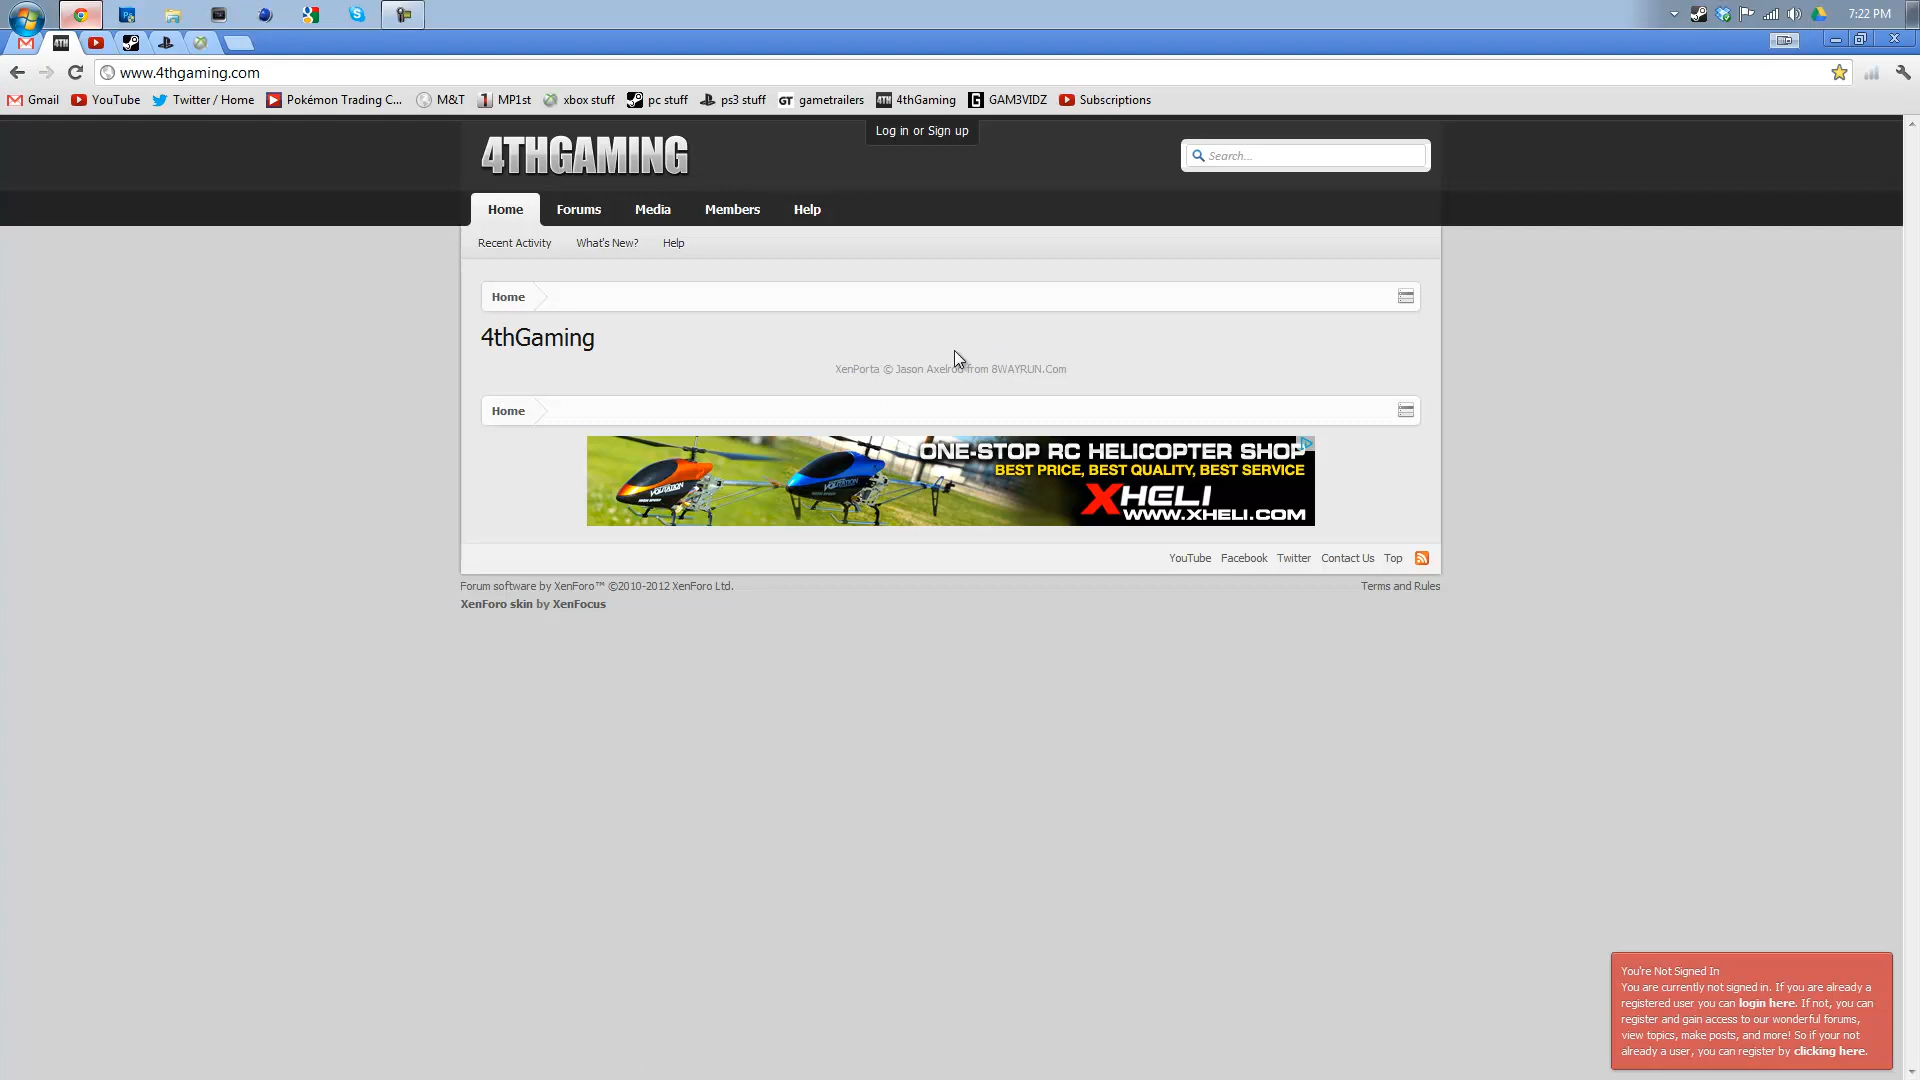 7:22 PM
www.4thgaming.com
Gmail
YouTube
Twitter / Home
Pokémon Trading C...
M&T
MP1st
xbox stuff
pc stuff
ps3 stuff
GT gametrailers
4TH 4thGaming
GAM3VIDZ
Subscriptions
Log in or Sign up
4THGAMING
Search...
Home
Forums
Media
Members
Help
Recent Activity
What's New?
Help
Home
4thGaming
XenPorta © Jason Axelrod from 8WAYRUN.Com
Home
ONE-STOP RC HELICOPTER SHOP
BEST PRICE, BEST QUALITY, BEST SERVICE
XHELI
WWW.XHELI.COM
YouTube
Facebook
Twitter
Contact Us
Top
Forum software by XenForo™ ©2010-2012 XenForo Ltd.
Terms and Rules
XenForo skin by XenFocus
You're Not Signed In
You are currently not signed in. If you are already a
registered user you can login here. If not, you can
register and gain access to our wonderful forums,
view topics, make posts, and more! So if your not
already a user, you can register by clicking here.